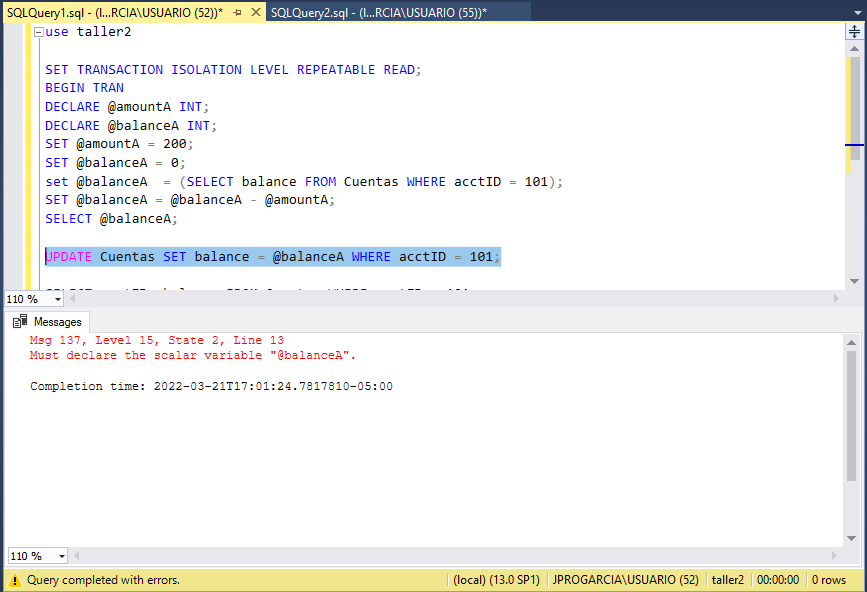 SQLQuery1.sql - (l...RCIA\USUARIO (52))* SQLQuery2.sql - (l...RCIA\USUARIO (55))*
use taller2
SET TRANSACTION ISOLATION LEVEL REPEATABLE READ;
BEGIN TRAN
DECLARE @amountA INT;
DECLARE @balanceA INT;
SET @amountA = 200;
SET @balanceA = 0;
set @balanceA  = (SELECT balance FROM Cuentas WHERE acctID = 101);
SET @balanceA = @balanceA - @amountA;
SELECT @balanceA;
UPDATE Cuentas SET balance = @balanceA WHERE acctID = 101;
110 %
Messages
Msg 137, Level 15, State 2, Line 13
Must declare the scalar variable "@balanceA".
Completion time: 2022-03-21T17:01:24.7817810-05:00
110 %
Query completed with errors. (local) (13.0 SP1) JPROGARCIA\USUARIO (52) taller2 00:00:00 0 rows